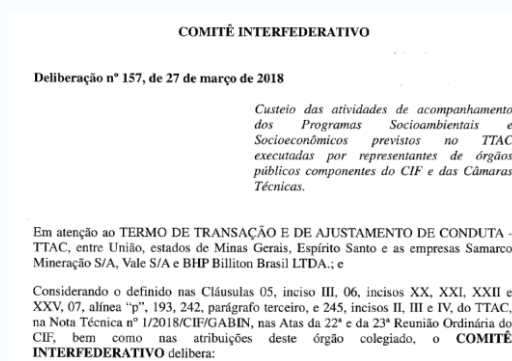 COMITÊ INTERFEDERATIVO
Deliberação nº 157, de 27 de março de 2018
Custeio das atividades de acompanhamento
dos Programas Socioambientais e
Socioeconômicos previstos no TTAC
executadas por representantes de órgãos
públicos componentes do CIF e das Câmaras
Técnicas.
Em atenção ao TERMO DE TRANSAÇÃO E DE AJUSTAMENTO DE CONDUTA -
TTAC, entre União, estados de Minas Gerais, Espírito Santo e as empresas Samarco
Mineração S/A, Vale S/A e BHP Billiton Brasil LTDA.; e
Considerando o definido nas Cláusulas 05, inciso III, 06, incisos XX, XXI, XXII e
XXV, 07, alínea “p”, 193, 242, parágrafo terceiro, e 245, incisos II, III e IV, do TTAC,
na Nota Técnica nº 1/2018/CIF/GABIN, nas Atas da 22ª e da 23ª Reunião Ordinária do
CIF, bem como nas atribuições deste órgão colegiado, o COMITÊ
INTERFEDERATIVO delibera: